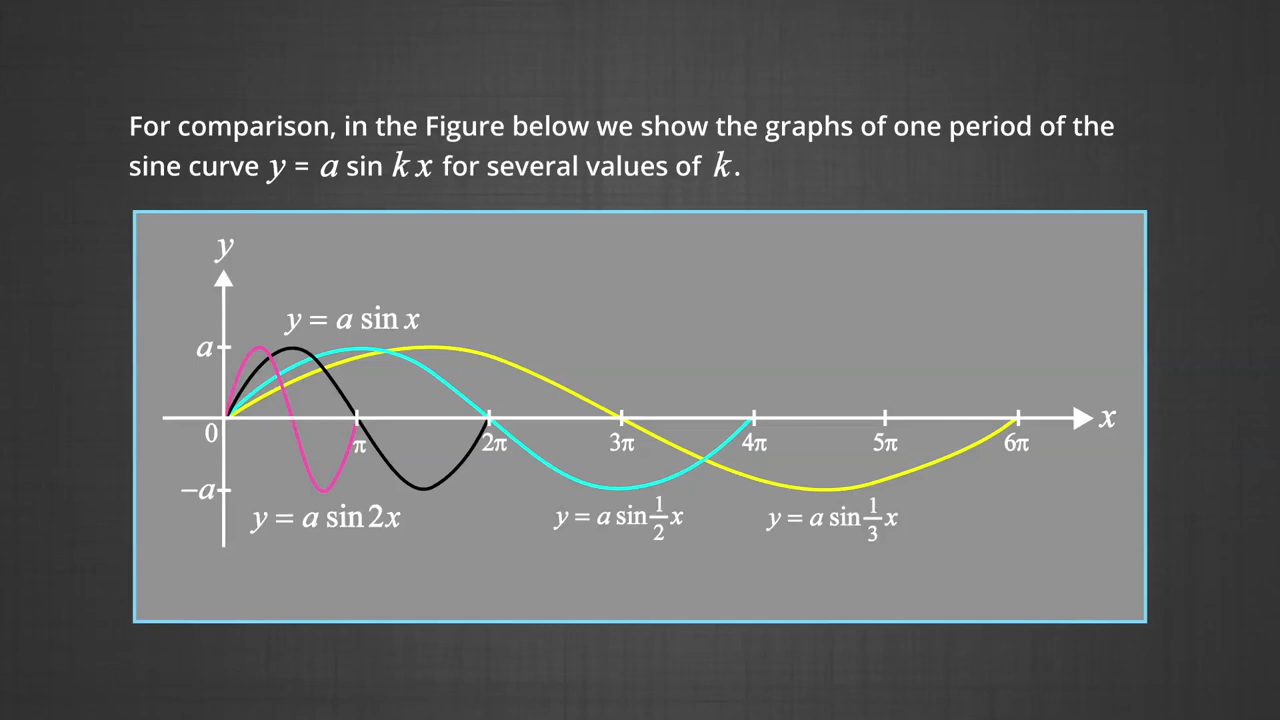 For comparison, in the Figure below we show the graphs of one period of the
sine curve y = a sin k x for several values of k.
y
y = a sin x
a
0
π
2π
3π
4π
5π
6π
x
−a
y = a sin 2x
y = a sin 1/2 x
y = a sin 1/3 x